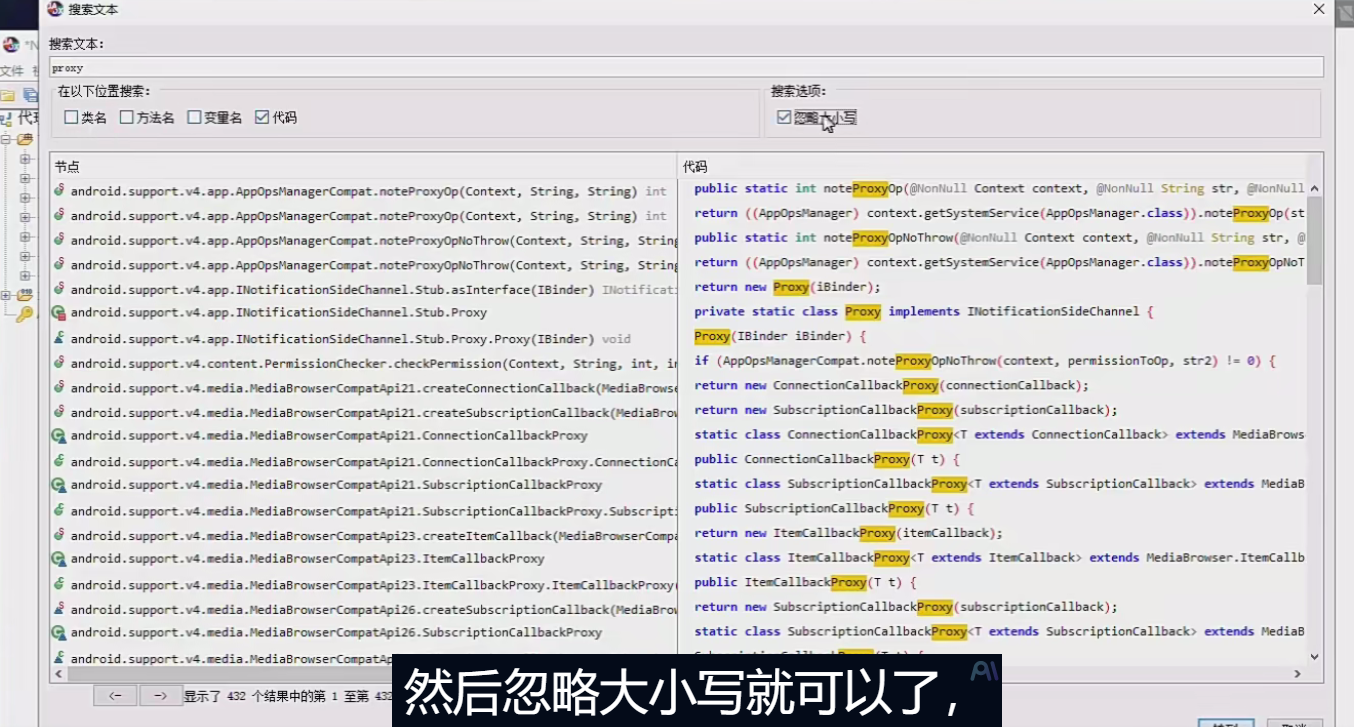 搜索文本
搜索文本:
proxy
在以下位置搜索:
类名 方法名 变量名 代码
搜索选项:
忽略大小写
文件
节点
代码
android.support.v4.app.AppOpsManagerCompat.noteProxyOp(Context, String, String) int
public static int noteProxyOp(@NonNull Context context, @NonNull String str, @NonNull
android.support.v4.app.AppOpsManagerCompat.noteProxyOp(Context, String, String) int
return ((AppOpsManager) context.getSystemService(AppOpsManager.class)).noteProxyOp(st
android.support.v4.app.AppOpsManagerCompat.noteProxyOpNoThrow(Context, String, String
public static int noteProxyOpNoThrow(@NonNull Context context, @NonNull String str, @
android.support.v4.app.AppOpsManagerCompat.noteProxyOpNoThrow(Context, String, String
return ((AppOpsManager) context.getSystemService(AppOpsManager.class)).noteProxyOpNoT
android.support.v4.app.INotificationSideChannel.Stub.asInterface(IBinder) INotificat
return new Proxy(iBinder);
android.support.v4.app.INotificationSideChannel.Stub.Proxy
private static class Proxy implements INotificationSideChannel {
android.support.v4.app.INotificationSideChannel.Stub.Proxy.Proxy(IBinder) void
Proxy(IBinder iBinder) {
android.support.v4.content.PermissionChecker.checkPermission(Context, String, int, in
if (AppOpsManagerCompat.noteProxyOpNoThrow(context, permissionToOp, str2) != 0) {
android.support.v4.media.MediaBrowserCompatApi21.createConnectionCallback(MediaBrowse
return new ConnectionCallbackProxy(connectionCallback);
android.support.v4.media.MediaBrowserCompatApi21.createSubscriptionCallback(MediaBrow
return new SubscriptionCallbackProxy(subscriptionCallback);
android.support.v4.media.MediaBrowserCompatApi21.ConnectionCallbackProxy
static class ConnectionCallbackProxy<T extends ConnectionCallback> extends MediaBrows
android.support.v4.media.MediaBrowserCompatApi21.ConnectionCallbackProxy.ConnectionCa
public ConnectionCallbackProxy(T t) {
android.support.v4.media.MediaBrowserCompatApi21.SubscriptionCallbackProxy
static class SubscriptionCallbackProxy<T extends SubscriptionCallback> extends MediaB
android.support.v4.media.MediaBrowserCompatApi21.SubscriptionCallbackProxy.Subscripti
public SubscriptionCallbackProxy(T t) {
android.support.v4.media.MediaBrowserCompatApi23.createItemCallback(MediaBrowserCompa
return new ItemCallbackProxy(itemCallback);
android.support.v4.media.MediaBrowserCompatApi23.ItemCallbackProxy
static class ItemCallbackProxy<T extends ItemCallback> extends MediaBrowser.ItemCallb
android.support.v4.media.MediaBrowserCompatApi23.ItemCallbackProxy.ItemCallbackProxy(
public ItemCallbackProxy(T t) {
android.support.v4.media.MediaBrowserCompatApi26.createSubscriptionCallback(MediaBrow
return new SubscriptionCallbackProxy(subscriptionCallback);
android.support.v4.media.MediaBrowserCompatApi26.SubscriptionCallbackProxy
static class SubscriptionCallbackProxy<T extends SubscriptionCallback> extends MediaB
android.support.v4.media.MediaBrowserCompatAp
<- -> 显示了 432 个结果中的第 1 至第 432
然后忽略大小写就可以了,
AI